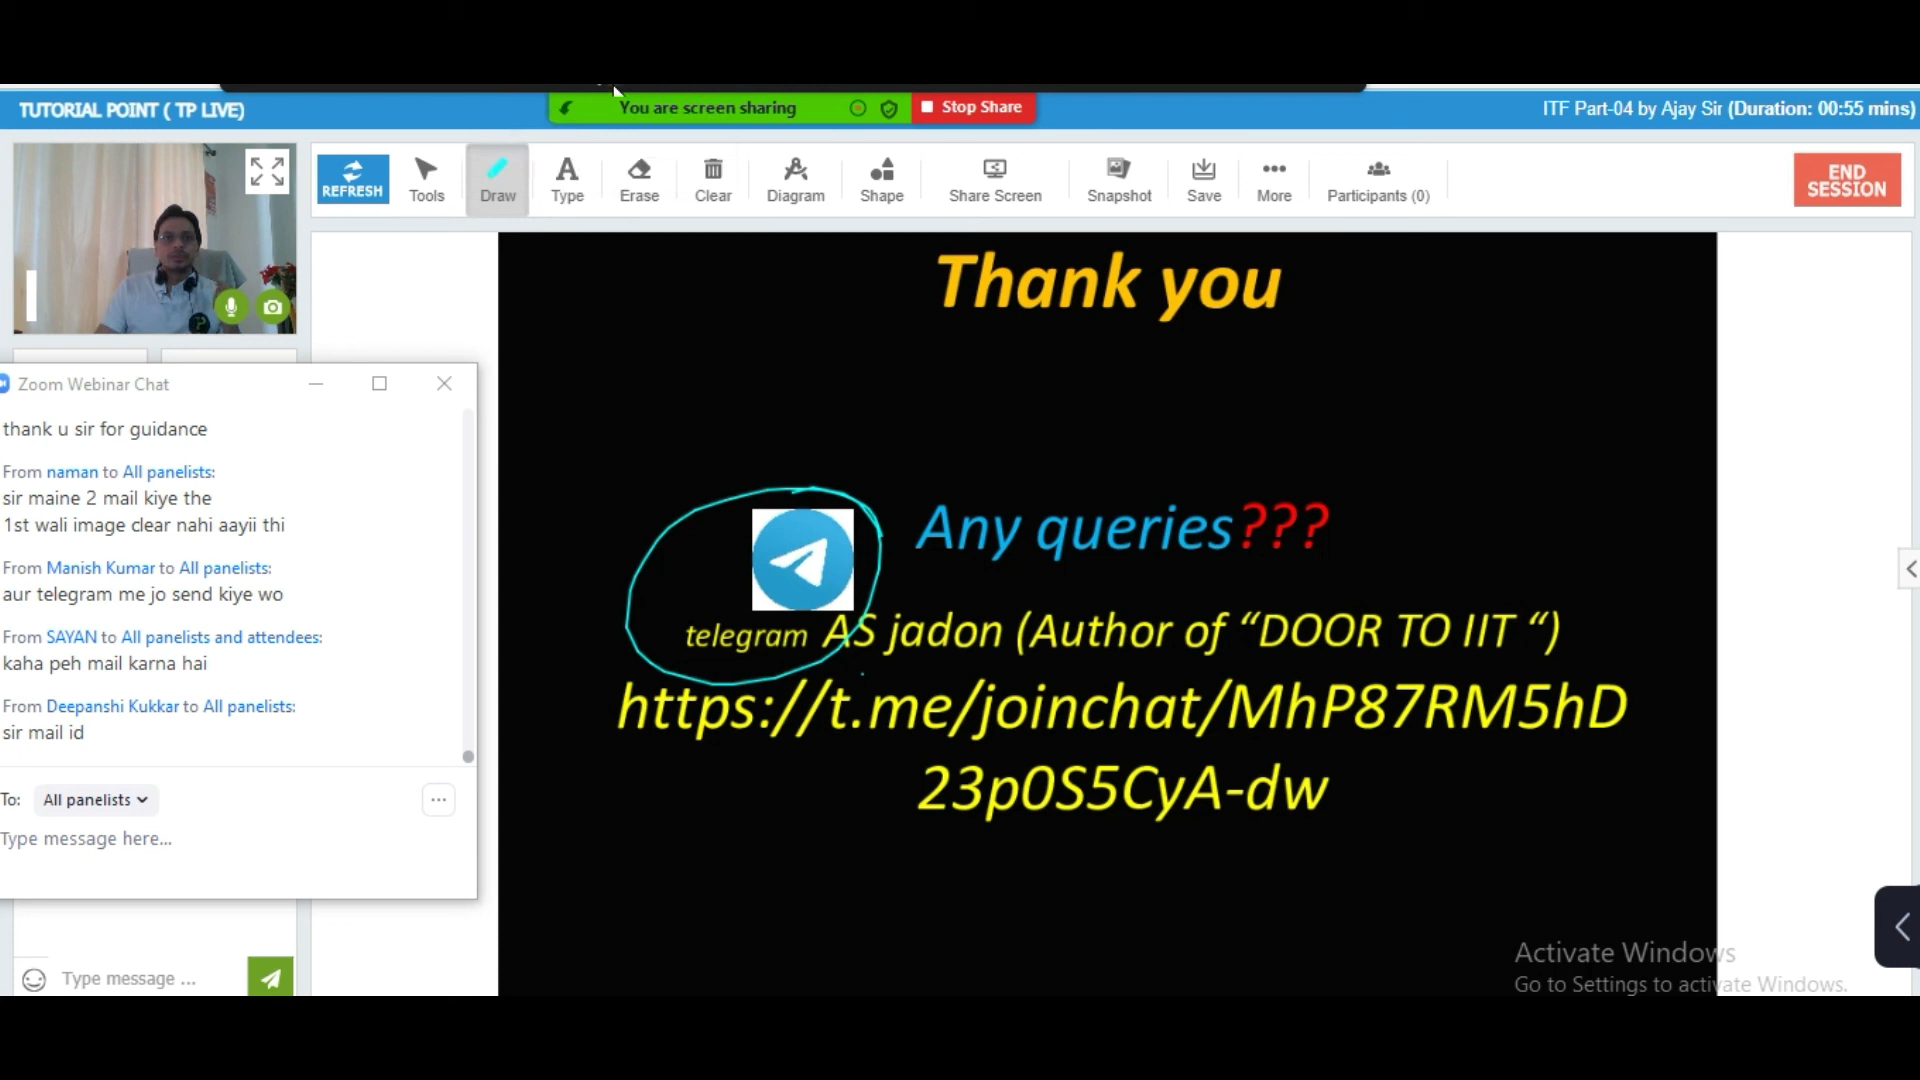 TUTORIAL POINT ( TP LIVE)
You are screen sharing
Stop Share
ITF Part-04 by Ajay Sir (Duration: 00:55 mins)
REFRESH
Tools
Draw
Type
Erase
Clear
Diagram
Shape
Share Screen
Snapshot
Save
More
Participants (0)
END
SESSION
Zoom Webinar Chat
thank u sir for guidance
From naman to All panelists:
sir maine 2 mail kiye the
1st wali image clear nahi aayii thi
From Manish Kumar to All panelists:
aur telegram me jo send kiye wo
From SAYAN to All panelists and attendees:
kaha peh mail karna hai
From Deepanshi Kukkar to All panelists:
sir mail id
To: All panelists
Type message here...
Type message ...
Thank you
Any queries???
telegram AS jadon (Author of “DOOR TO IIT “)
https://t.me/joinchat/MhP87RM5hD
23p0S5CyA-dw
Activate Windows
Go to Settings to activate Windows.